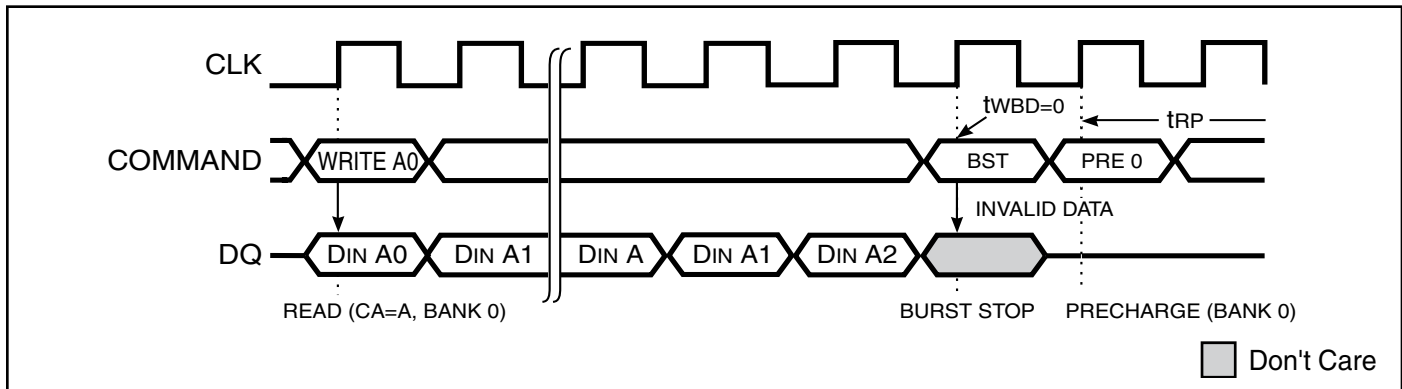 CLK
tWBD=0
tRP
COMMAND
WRITE A0
BST
PRE 0
INVALID DATA
DQ
DIN A0
DIN A1
DIN A
DIN A1
DIN A2
READ (CA=A, BANK 0)
BURST STOP
PRECHARGE (BANK 0)
Don't Care